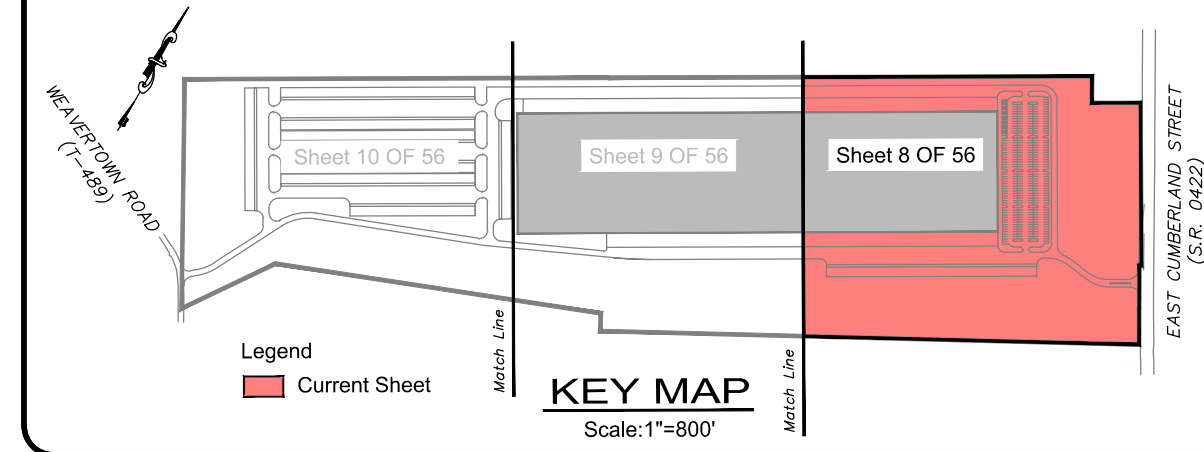 WEAVERTOWN ROAD
(T-489)
Sheet 10 OF 56
Sheet 9 OF 56
Sheet 8 OF 56
EAST CUMBERLAND STREET
(S.R. 0422)
Legend
Current Sheet
Match Line
KEY MAP
Scale:1"=800'
Match Line